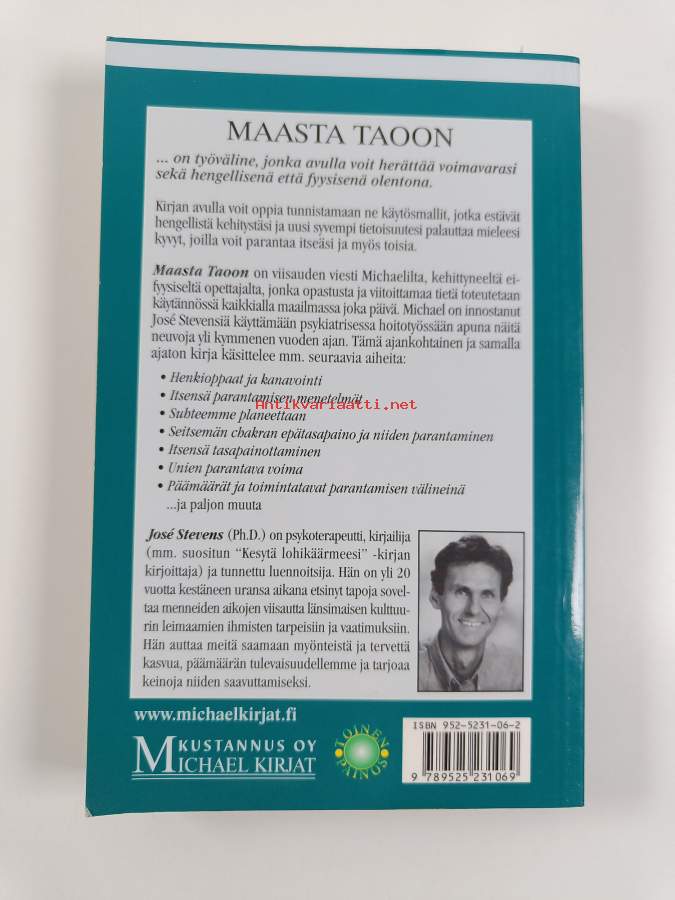 MAASTA TAOON
... on työväline, jonka avulla voit herättää voimavarasi
sekä hengellisenä että fyysisenä olentona.
Kirjan avulla voit oppia tunnistamaan ne käytösmallit, jotka estävät
hengellistä kehitystäsi ja uusi syvempi tietoisuutesi palauttaa mieleesi
kyvyt, joilla voit parantaa itseäsi ja myös toisia.
Maasta Taoon on viisauden viesti Michaelilta, kehittyneeltä ei-
fyysiseltä opettajalta, jonka opastusta ja viitoittamaa tietä toteutetaan
käytännössä kaikkialla maailmassa joka päivä. Michael on innostanut
José Stevensiä käyttämään psykiatrisessa hoitotyössään apuna näitä
neuvoja yli kymmenen vuoden ajan. Tämä ajankohtainen ja samalla
ajaton kirja käsittelee mm. seuraavia aiheita:
• Henkioppaat ja kanavointi
• Itsensä parantamisen menetelmät
Antikvariaatti.net
• Suhteemme planeettaan
• Seitsemän chakran epätasapaino ja niiden parantaminen
• Itsensä tasapainottaminen
• Unien parantava voima
• Päämäärät ja toimintatavat parantamisen välineinä
...ja paljon muuta
José Stevens (Ph.D.) on psykoterapeutti, kirjailija
(mm. suositun “Kesytä lohikäärmeesi” -kirjan
kirjoittaja) ja tunnettu luennoitsija. Hän on yli 20
vuotta kestäneen uransa aikana etsinyt tapoja sovel-
taa menneiden aikojen viisautta länsimaisen kulttuu-
rin leimaamien ihmisten tarpeisiin ja vaatimuksiin.
Hän auttaa meitä saamaan myönteistä ja tervettä
kasvua, päämäärän tulevaisuudellemme ja tarjoaa
keinoja niiden saavuttamiseksi.
www.michaelkirjat.fi
KUSTANNUS OY
MICHAEL KIRJAT
TOINEN
PAINOS
ISBN 952-5231-06-2
9 789525 231069